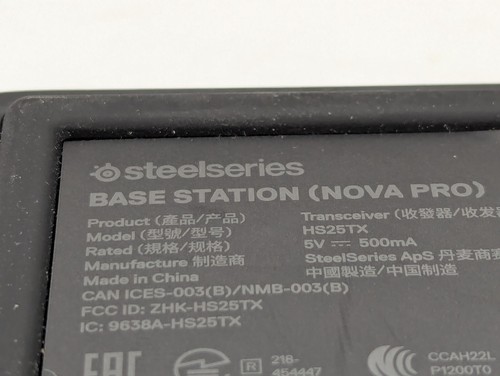 steelseries
BASE STATION (NOVA PRO)
Product (產品/产品) Transceiver (收發器/收发
Model (型號/型号) HS25TX
Rated (規格/规格) 5V ⎓ 500mA
Manufacture 製造商 SteelSeries ApS 丹麦商赛
Made in China 中國製造/中国制造
CAN ICES-003(B)/NMB-003(B)
FCC ID: ZHK-HS25TX
IC: 9638A-HS25TX
EAC R 218- CCAH22L
454447 P1200T0